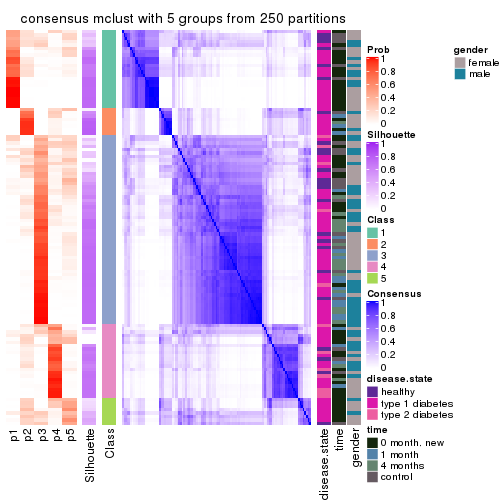 consensus mclust with 5 groups from 250 partitions
p1
p2
p3
p4
p5
Silhouette
Class
disease.state
time
gender
Prob
1
0.8
0.6
0.4
0.2
0
Silhouette
1
0.8
0.6
0.4
0.2
0
Class
1
2
3
4
5
Consensus
1
0.8
0.6
0.4
0.2
0
disease.state
healthy
type 1 diabetes
type 2 diabetes
time
0 month. new
1 month
4 months
control
gender
female
male